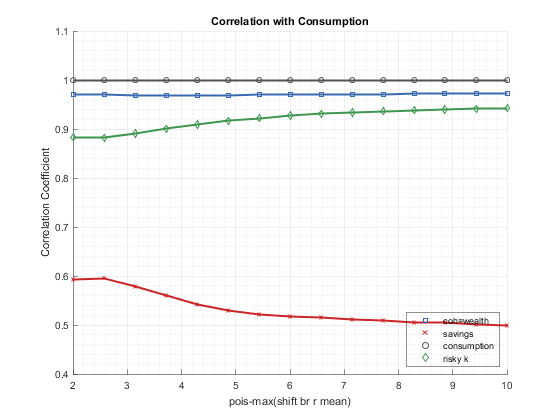 Correlation with Consumption
1.1
1
0.9
0.8
0.7
0.6
0.5
0.4
Correlation Coefficient
coh=wealth
savings
consumption
risky k
2
3
4
5
6
7
8
9
10
pois-max(shift br r mean)